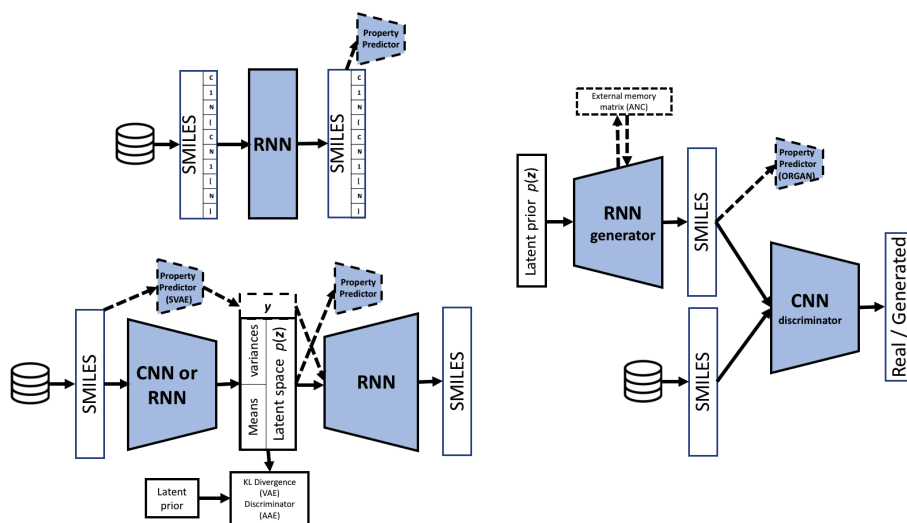 Property
Predictor
SMILES
C
1
N
(
C
N
1
[
N
)
RNN
SMILES
C
1
N
(
C
N
1
[
N
)
Property
Predictor
(SVAE)
Property
Predictor
y
SMILES
CNN or
RNN
Means
variances
Latent space p(z)
RNN
SMILES
Latent
prior
KL Divergence
(VAE)
Discriminator
(AAE)
External memory
matrix (ANC)
Latent prior p(z)
RNN
generator
SMILES
Property
Predictor
(ORGAN)
SMILES
CNN
discriminator
Real / Generated